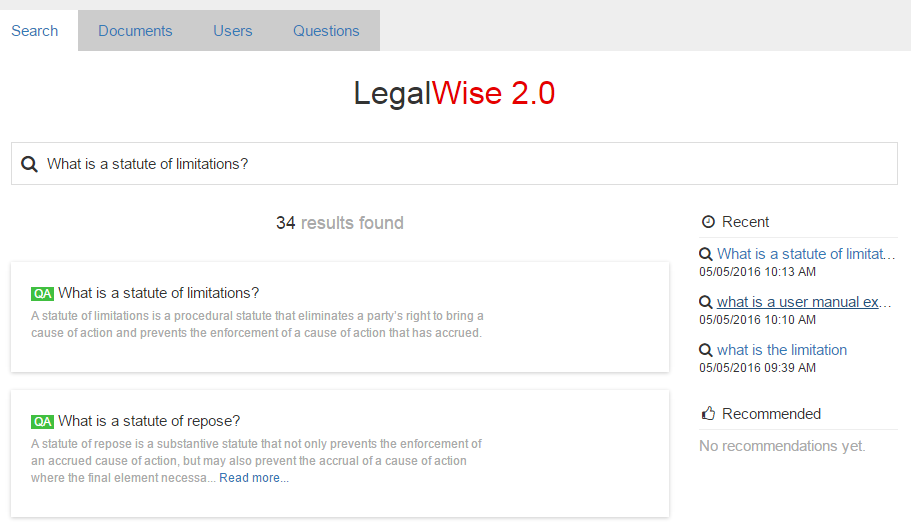 Search Documents Users Questions
LegalWise 2.0
What is a statute of limitations?
34 results found
QA What is a statute of limitations?
A statute of limitations is a procedural statute that eliminates a party's right to bring a
cause of action and prevents the enforcement of a cause of action that has accrued.
QA What is a statute of repose?
A statute of repose is a substantive statute that not only prevents the enforcement of
an accrued cause of action, but may also prevent the accrual of a cause of action
where the final element necessa... Read more...
Recent
What is a statute of limitat...
05/05/2016 10:13 AM
what is a user manual ex...
05/05/2016 10:10 AM
what is the limitation
05/05/2016 09:39 AM
Recommended
No recommendations yet.